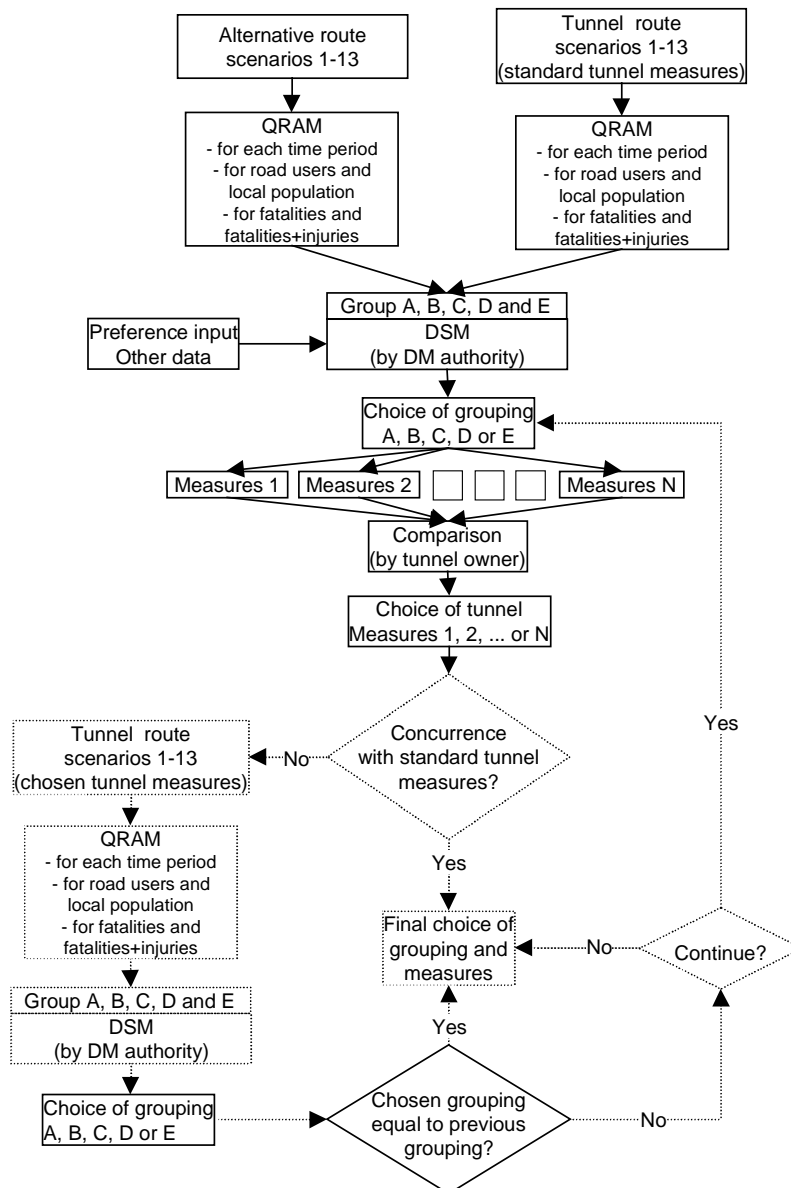 Alternative route
scenarios 1-13
Tunnel route
scenarios 1-13
(standard tunnel measures)
QRAM
- for each time period
- for road users and
local population
- for fatalities and
fatalities+injuries
QRAM
- for each time period
- for road users and
local population
- for fatalities and
fatalities+injuries
Group A, B, C, D and E
DSM
(by DM authority)
Preference input
Other data
Choice of grouping
A, B, C, D or E
Measures 1
Measures 2
Measures N
Comparison
(by tunnel owner)
Choice of tunnel
Measures 1, 2, ... or N
Concurrence
with standard tunnel
measures?
No
Yes
Yes
Tunnel route
scenarios 1-13
(chosen tunnel measures)
QRAM
- for each time period
- for road users and
local population
- for fatalities and
fatalities+injuries
Final choice of
grouping and
measures
No
Continue?
Group A, B, C, D and E
DSM
(by DM authority)
Yes
Choice of grouping
A, B, C, D or E
Chosen grouping
equal to previous
grouping?
No